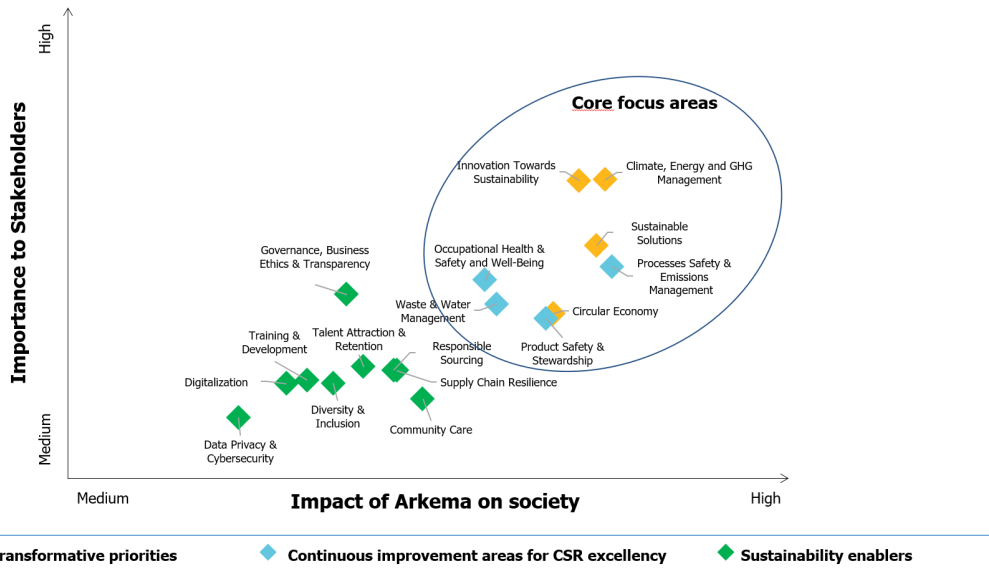 High
Importance to Stakeholders
Medium
Core focus areas
Innovation Towards
Sustainability
Climate, Energy and GHG
Management
Sustainable
Solutions
Governance, Business
Ethics & Transparency
Occupational Health &
Safety and Well-Being
Processes Safety &
Emissions
Management
Waste & Water
Management
Circular Economy
Product Safety &
Stewardship
Training &
Development
Talent Attraction &
Retention
Responsible
Sourcing
Digitalization
Supply Chain Resilience
Diversity &
Inclusion
Community Care
Data Privacy &
Cybersecurity
Medium
Impact of Arkema on society
High
ransformative priorities
Continuous improvement areas for CSR excellency
Sustainability enablers